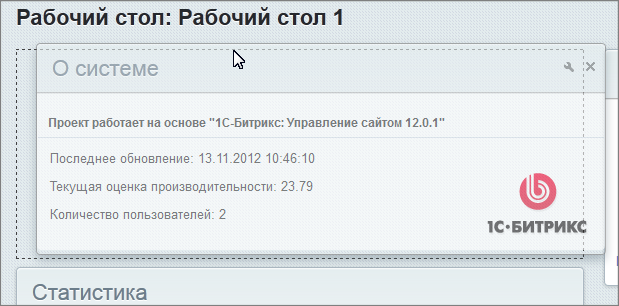 Рабочий стол: Рабочий стол 1
О системе
Проект работает на основе "1С-Битрикс: Управление сайтом 12.0.1"
Последнее обновление: 13.11.2012 10:46:10
Текущая оценка производительности: 23.79
Количество пользователей: 2
1С·БИТРИКС
Статистика